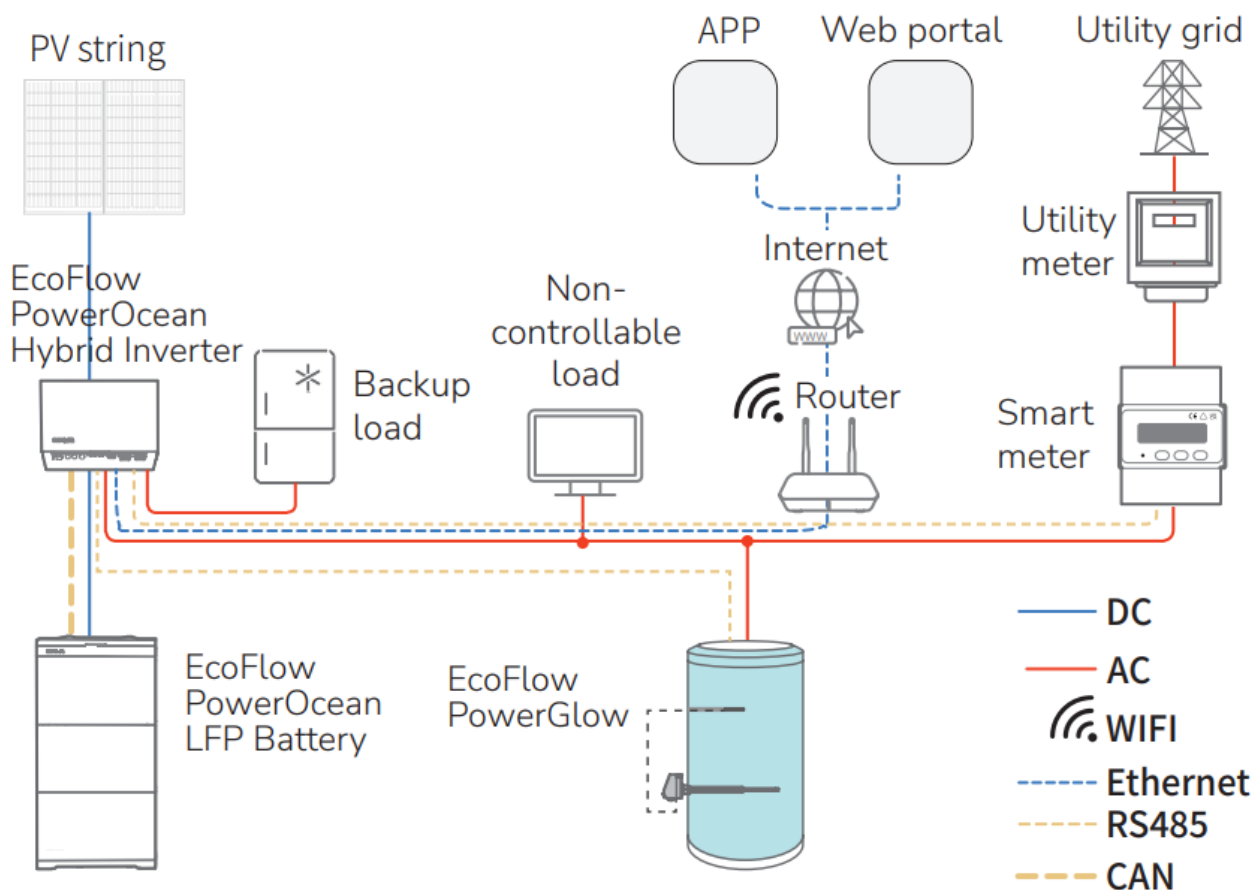 PV string
APP
Web portal
Utility grid
Utility
meter
Internet
WWW
EcoFlow
PowerOcean
Hybrid Inverter
Non-
controllable
load
Backup
load
Router
Smart
meter
EcoFlow
PowerOcean
LFP Battery
EcoFlow
PowerGlow
DC
AC
WIFI
Ethernet
RS485
CAN